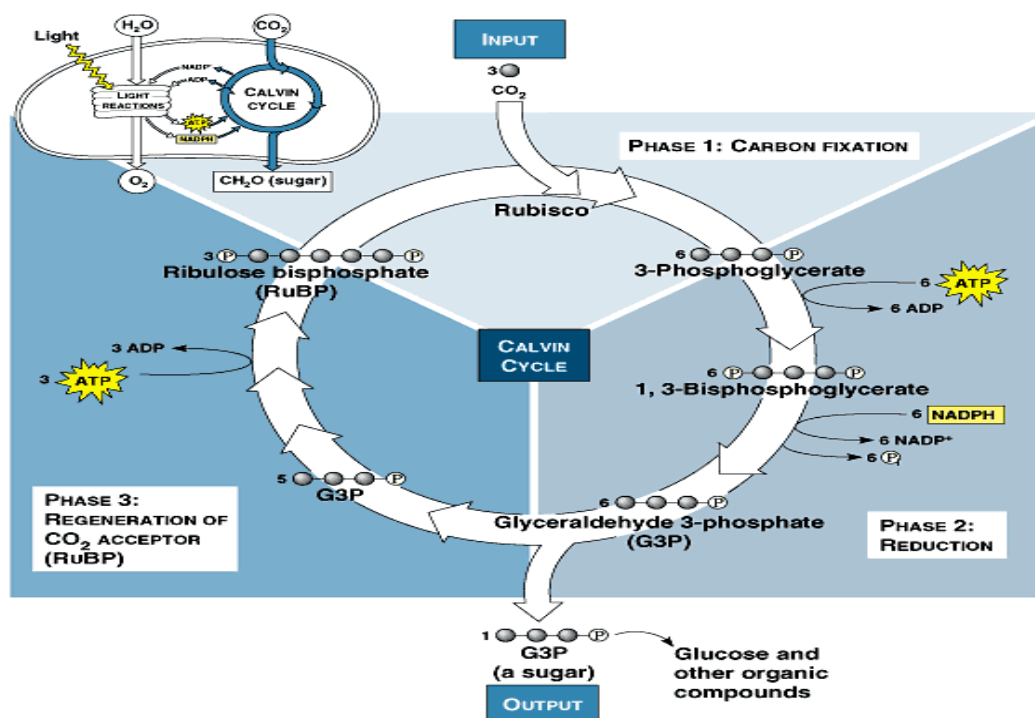 Light
H₂O
CO₂
NADP
ADP
LIGHT
REACTIONS
CALVIN
CYCLE
ATP
NADPH
O₂
CH₂O (sugar)
INPUT
3
CO₂
PHASE 1: CARBON FIXATION
Rubisco
3 P P
Ribulose bisphosphate
(RuBP)
6 P
3-Phosphoglycerate
6 ATP
6 ADP
3 ADP
3 ATP
CALVIN
CYCLE
6 P P
1, 3-Bisphosphoglycerate
6 NADPH
6 NADP⁺
6 Pᵢ
5 P
G3P
6 P
Glyceraldehyde 3-phosphate
(G3P)
PHASE 3:
REGENERATION OF
CO₂ ACCEPTOR
(RuBP)
PHASE 2:
REDUCTION
1 P
G3P
(a sugar)
Glucose and
other organic
compounds
OUTPUT